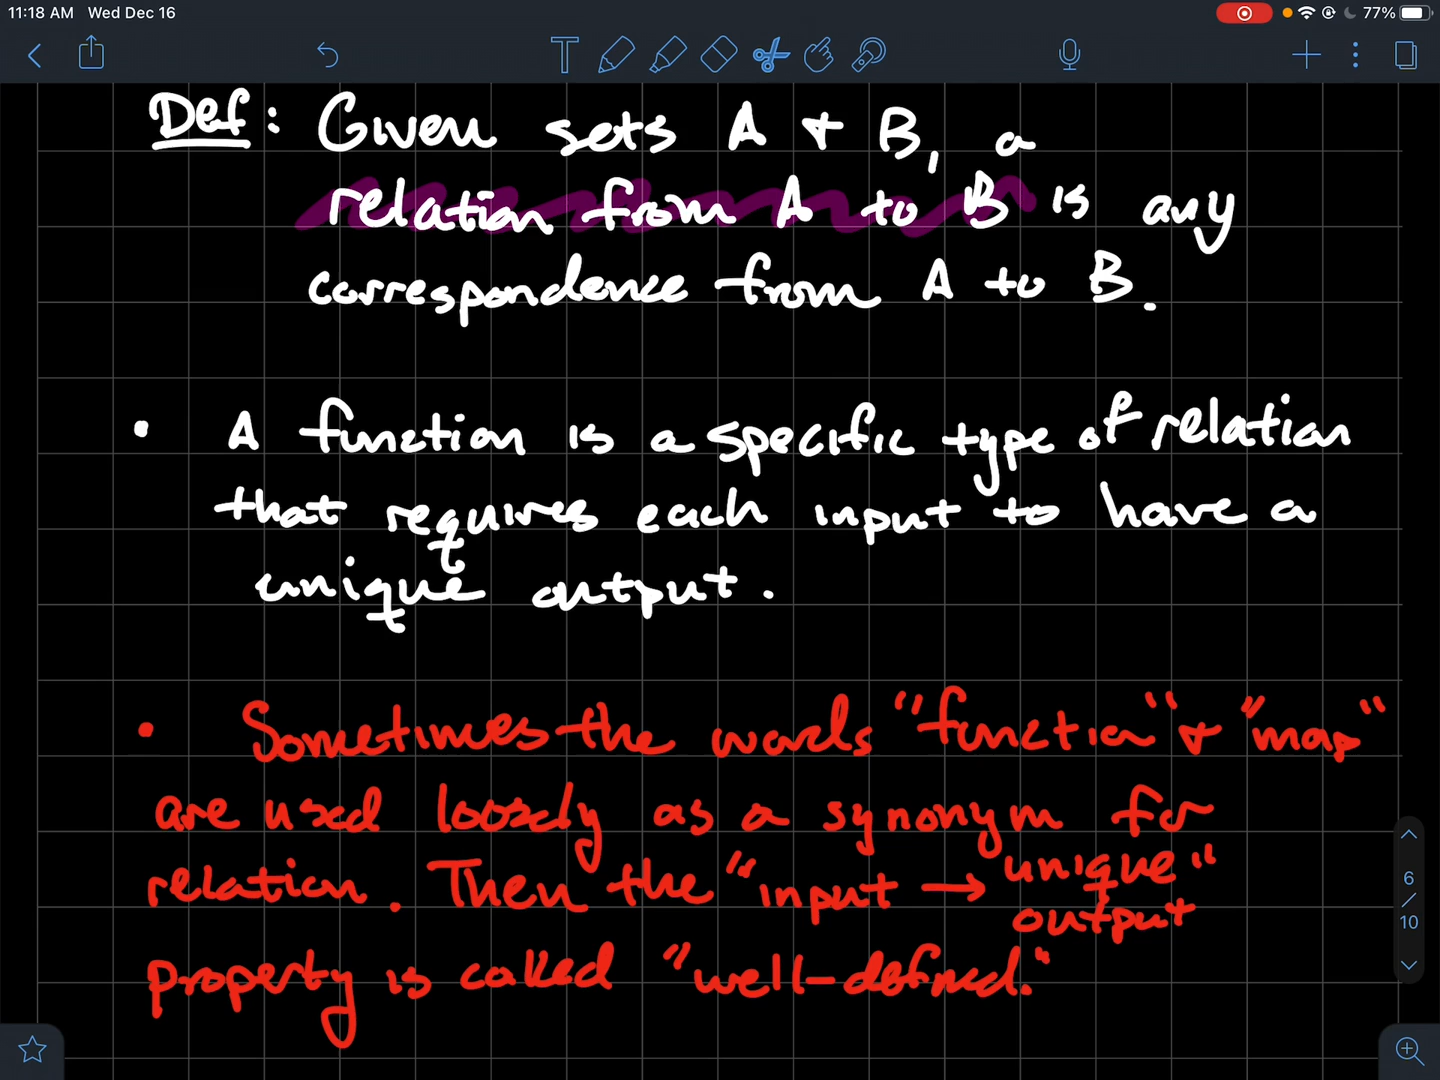 11:18 AM Wed Dec 16
77%
Def: Given sets A + B, a
relation from A to B is any
correspondence from A to B.
• A function is a specific type of relation
that requires each input to have a
unique output.
• Sometimes the words "function" + "map"
are used loosely as a synonym for
relation. Then the "input → unique"
output
property is called "well-defined."
6
/
10